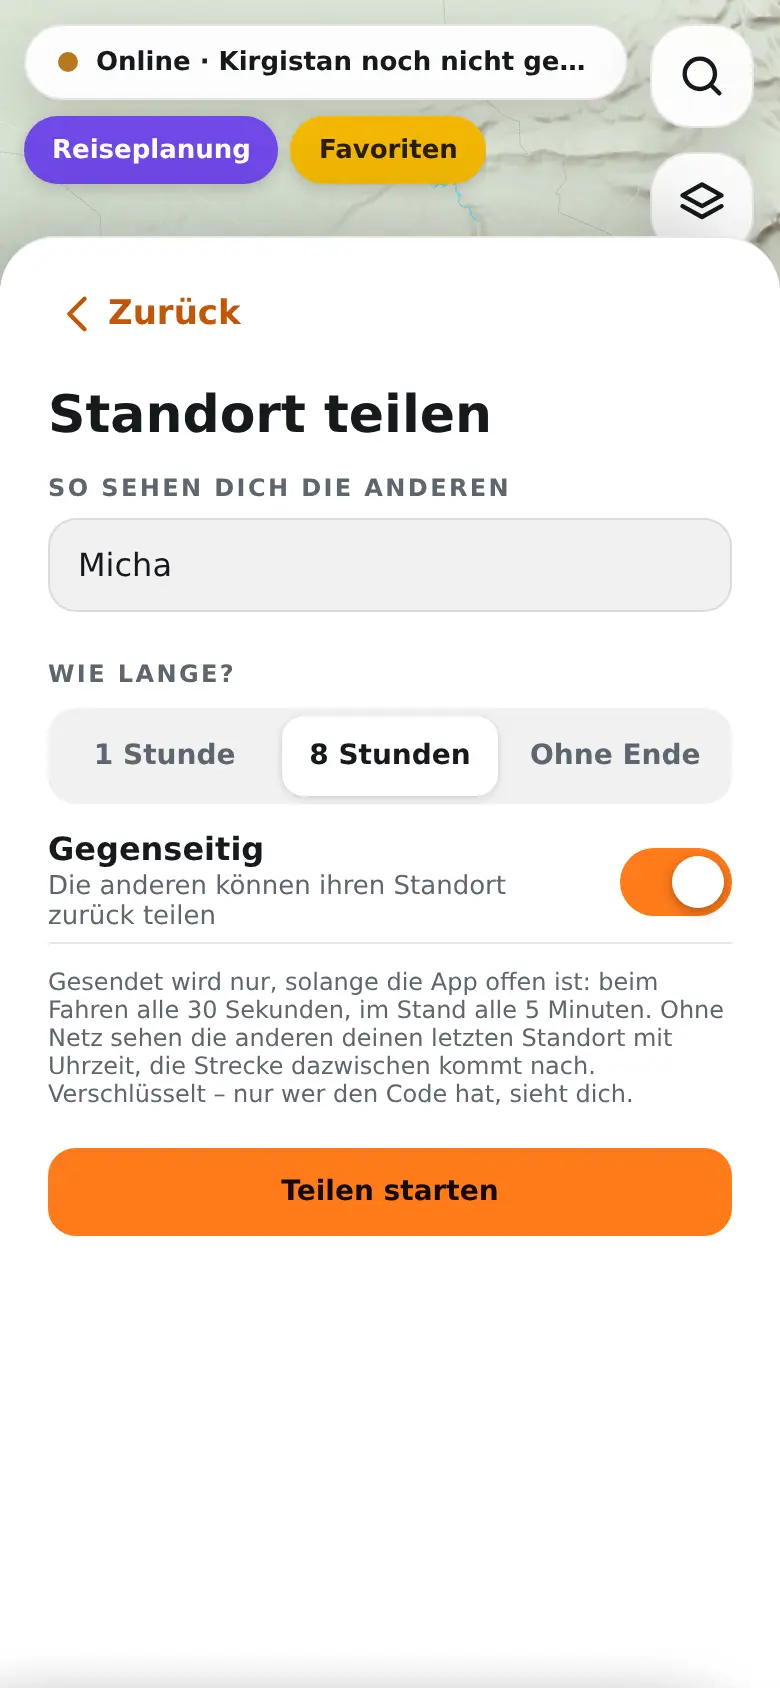 Online · Kirgistan noch nicht ge…
Reiseplanung
Favoriten
Zurück
Standort teilen
SO SEHEN DICH DIE ANDEREN
Micha
WIE LANGE?
1 Stunde
8 Stunden
Ohne Ende
Gegenseitig
Die anderen können ihren Standort
zurück teilen
Gesendet wird nur, solange die App offen ist: beim
Fahren alle 30 Sekunden, im Stand alle 5 Minuten. Ohne
Netz sehen die anderen deinen letzten Standort mit
Uhrzeit, die Strecke dazwischen kommt nach.
Verschlüsselt – nur wer den Code hat, sieht dich.
Teilen starten